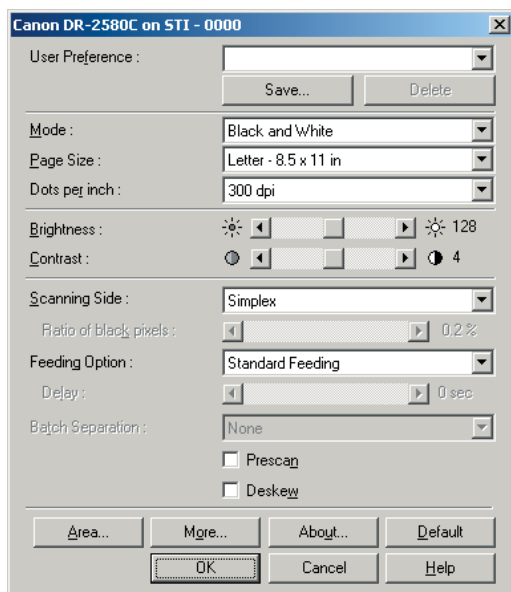 Canon DR-2580C on STI - 0000
User Preference :
Save... Delete
Mode : Black and White
Page Size : Letter - 8.5 x 11 in
Dots per inch : 300 dpi
Brightness : 128
Contrast : 4
Scanning Side : Simplex
Ratio of black pixels : 0.2 %
Feeding Option : Standard Feeding
Delay : 0 sec
Batch Separation : None
Prescan
Deskew
Area... More... About... Default
OK Cancel Help